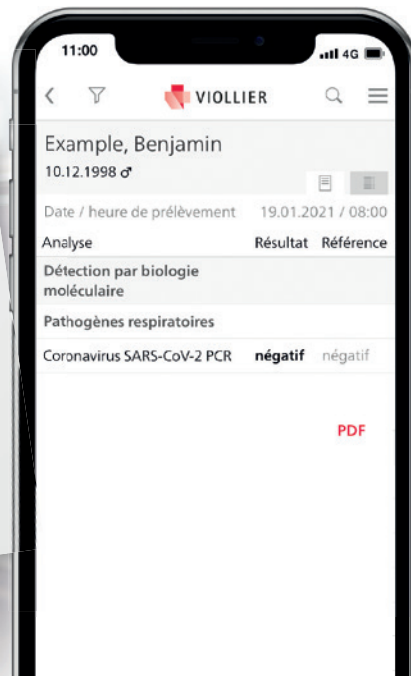 11:00 4G
VIOLLIER
Example, Benjamin
10.12.1998 ♂
Date / heure de prélèvement 19.01.2021 / 08:00
Analyse Résultat Référence
Détection par biologie
moléculaire
Pathogènes respiratoires
Coronavirus SARS-CoV-2 PCR négatif négatif
PDF